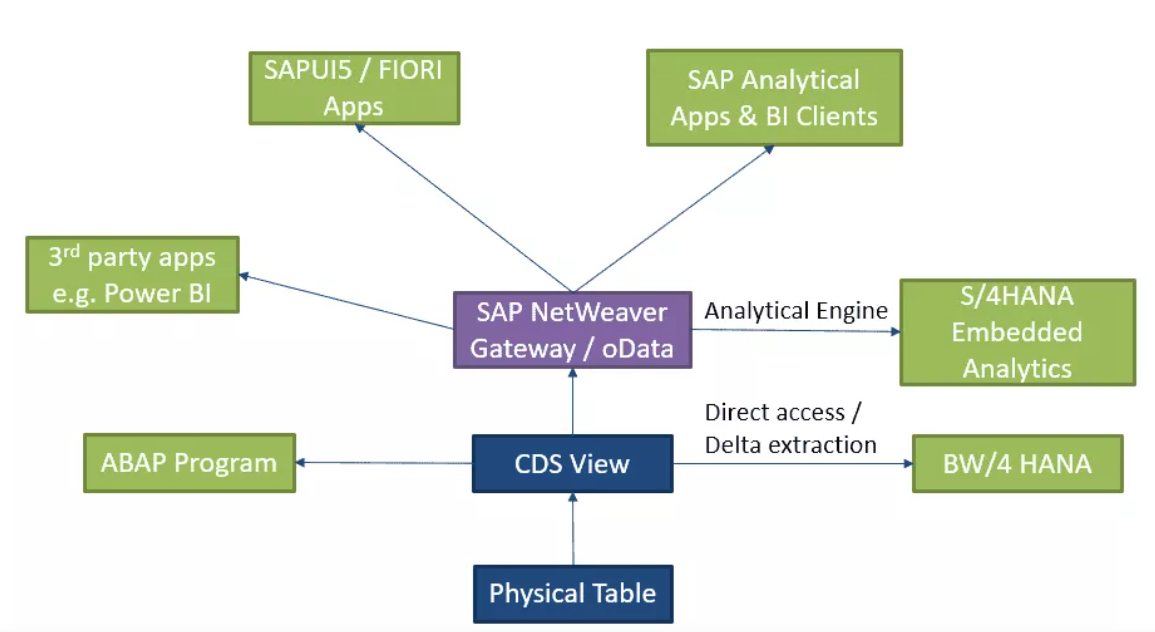 SAPUI5 / FIORI
Apps
SAP Analytical
Apps & BI Clients
3rd party apps
e.g. Power BI
SAP NetWeaver
Gateway / oData
Analytical Engine
S/4HANA
Embedded
Analytics
Direct access /
Delta extraction
ABAP Program
CDS View
BW/4 HANA
Physical Table